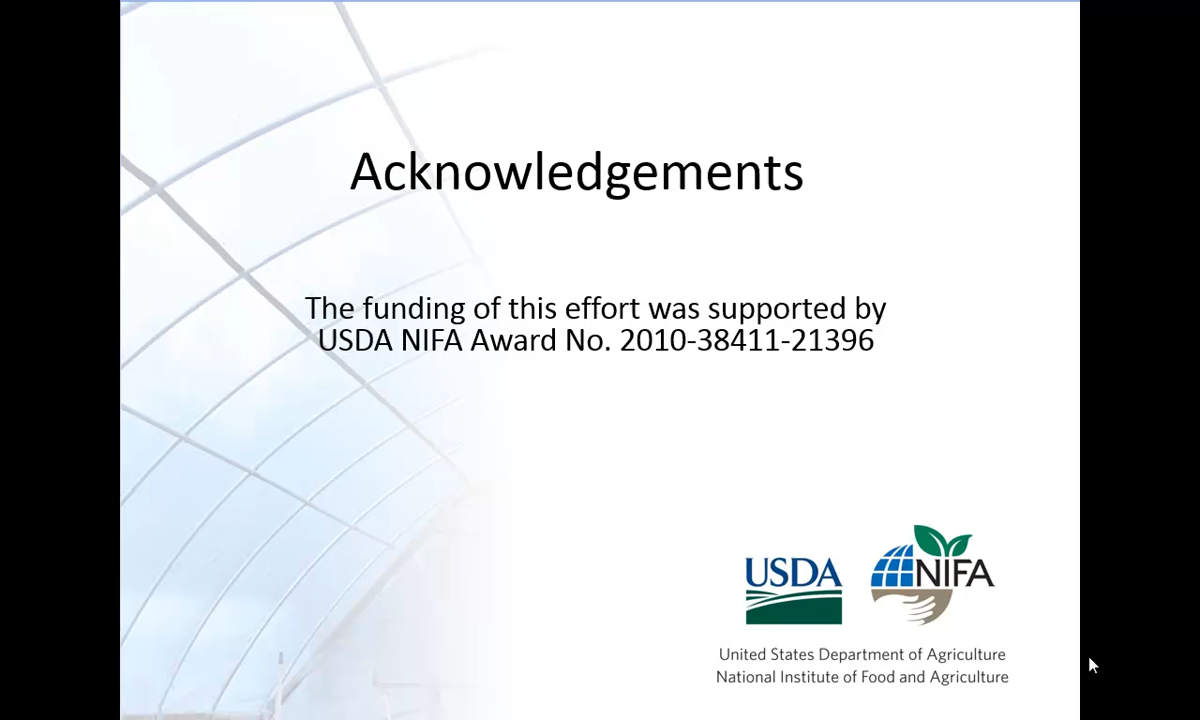 Acknowledgements
The funding of this effort was supported by
USDA NIFA Award No. 2010-38411-21396
USDA NIFA
United States Department of Agriculture
National Institute of Food and Agriculture